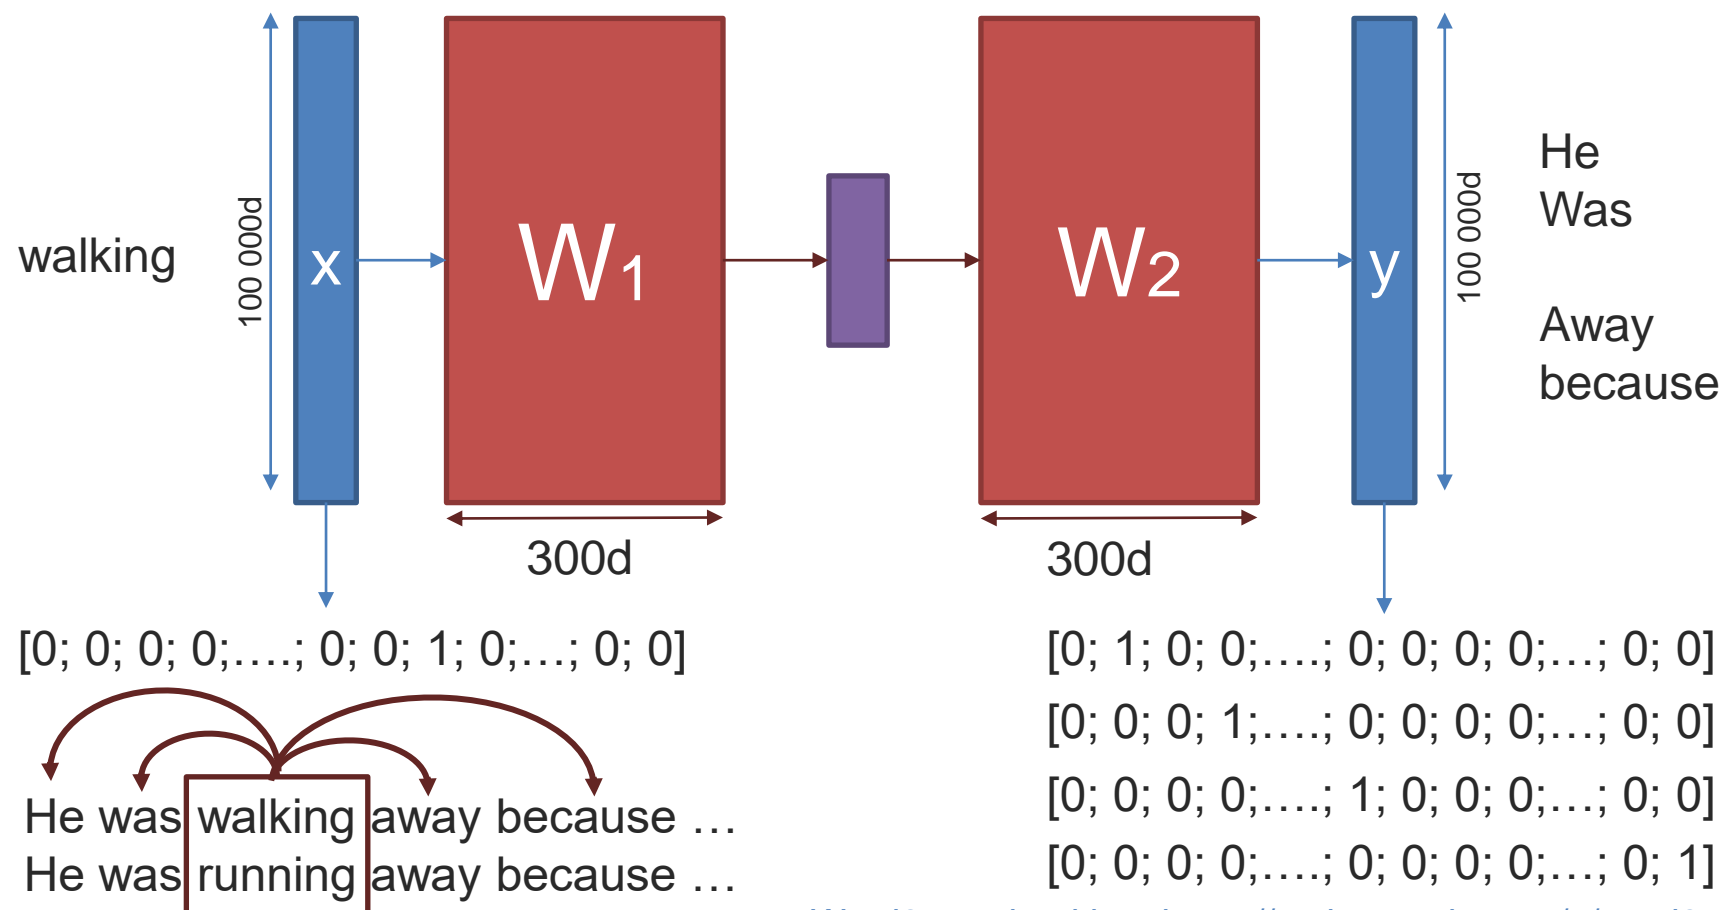 walking
100 000d
x
W1
W2
y
100 000d
He
Was
Away
because
300d
300d
[0; 0; 0; 0;....; 0; 0; 1; 0;...; 0; 0]
[0; 1; 0; 0;....; 0; 0; 0; 0;...; 0; 0]
[0; 0; 0; 1;....; 0; 0; 0; 0;...; 0; 0]
[0; 0; 0; 0;....; 1; 0; 0; 0;...; 0; 0]
[0; 0; 0; 0;....; 0; 0; 0; 0;...; 0; 1]
He was walking away because ...
He was running away because ...